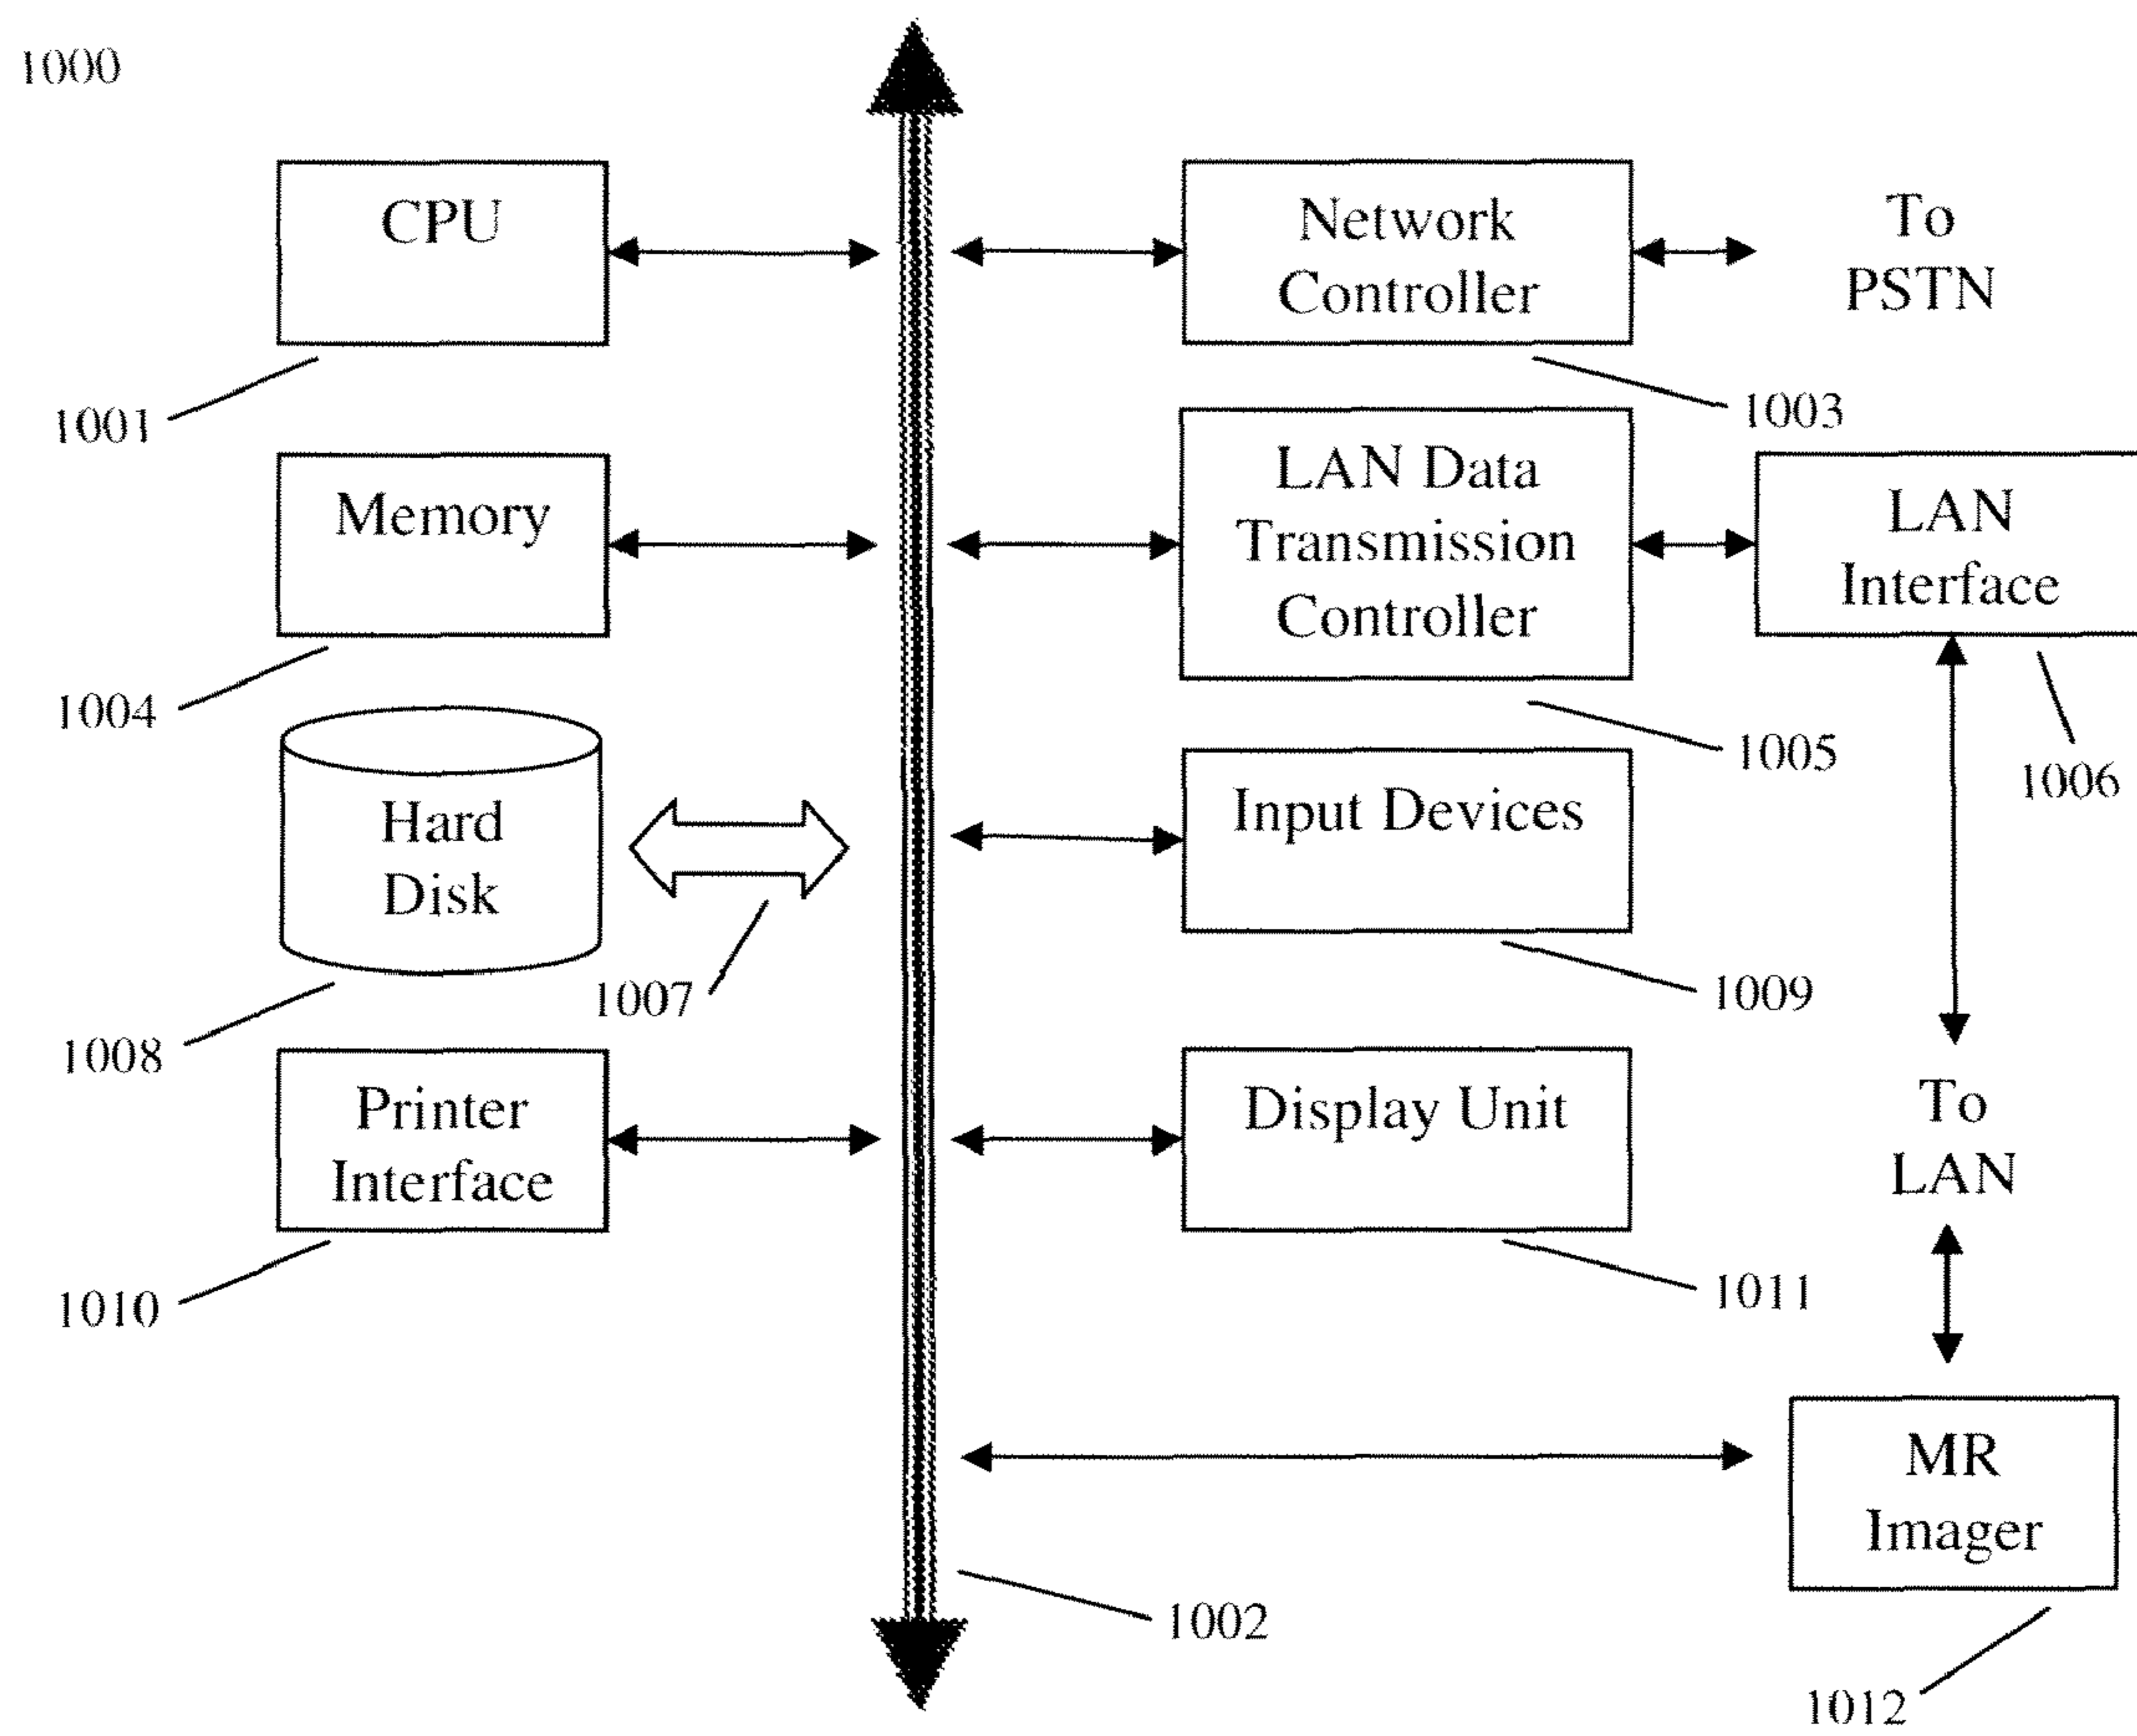 1000
CPU
1001
Network
Controller
1003
To
PSTN
Memory
1004
LAN Data
Transmission
Controller
1005
LAN
Interface
1006
Hard
Disk
1008
1007
Input Devices
1009
Printer
Interface
1010
Display Unit
1011
To
LAN
MR
Imager
1012
1002